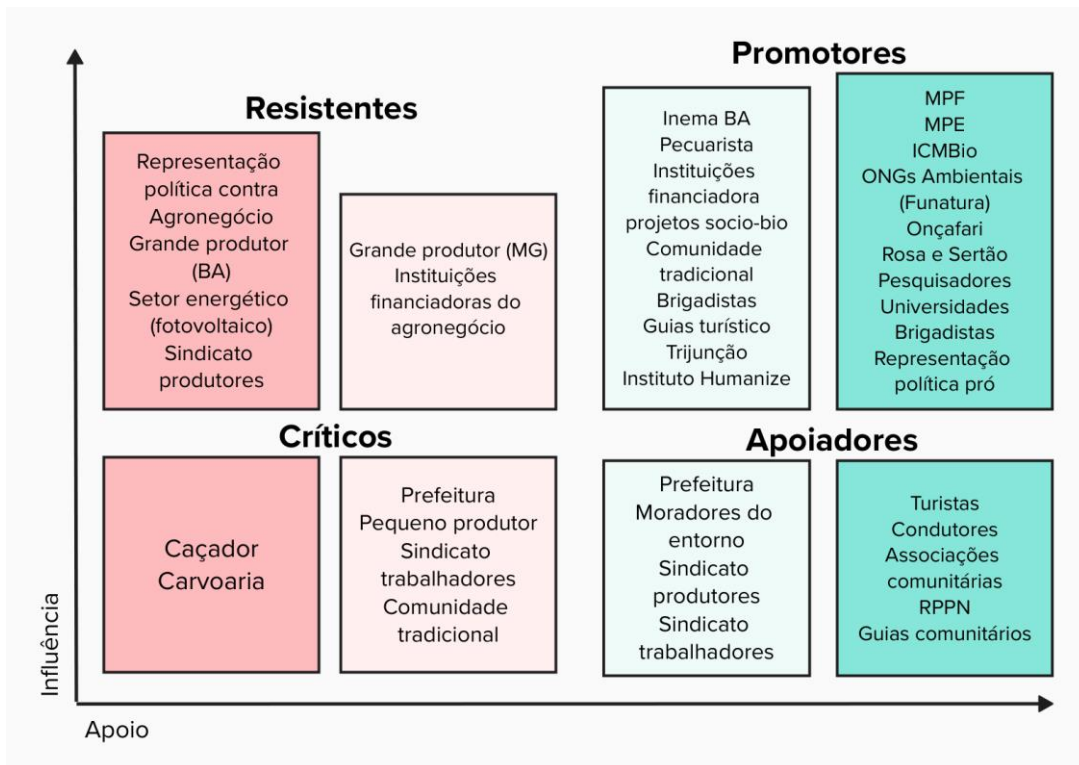 Promotores
Resistentes
Representação
política contra
Agronegócio
Grande produtor
(BA)
Setor energético
(fotovoltaico)
Sindicato
produtores
Grande produtor (MG)
Instituições
financiadoras do
agronegócio
Inema BA
Pecuarista
Instituições
financiadora
projetos socio-bio
Comunidade
tradicional
Brigadistas
Guias turístico
Trijunção
Instituto Humanize
MPF
MPE
ICMBio
ONGs Ambientais
(Funatura)
Onçafari
Rosa e Sertão
Pesquisadores
Universidades
Brigadistas
Representação
política pró
Críticos
Apoiadores
Caçador
Carvoaria
Prefeitura
Pequeno produtor
Sindicato
trabalhadores
Comunidade
tradicional
Prefeitura
Moradores do
entorno
Sindicato
produtores
Sindicato
trabalhadores
Turistas
Condutores
Associações
comunitárias
RPPN
Guias comunitários
Influência
Apoio